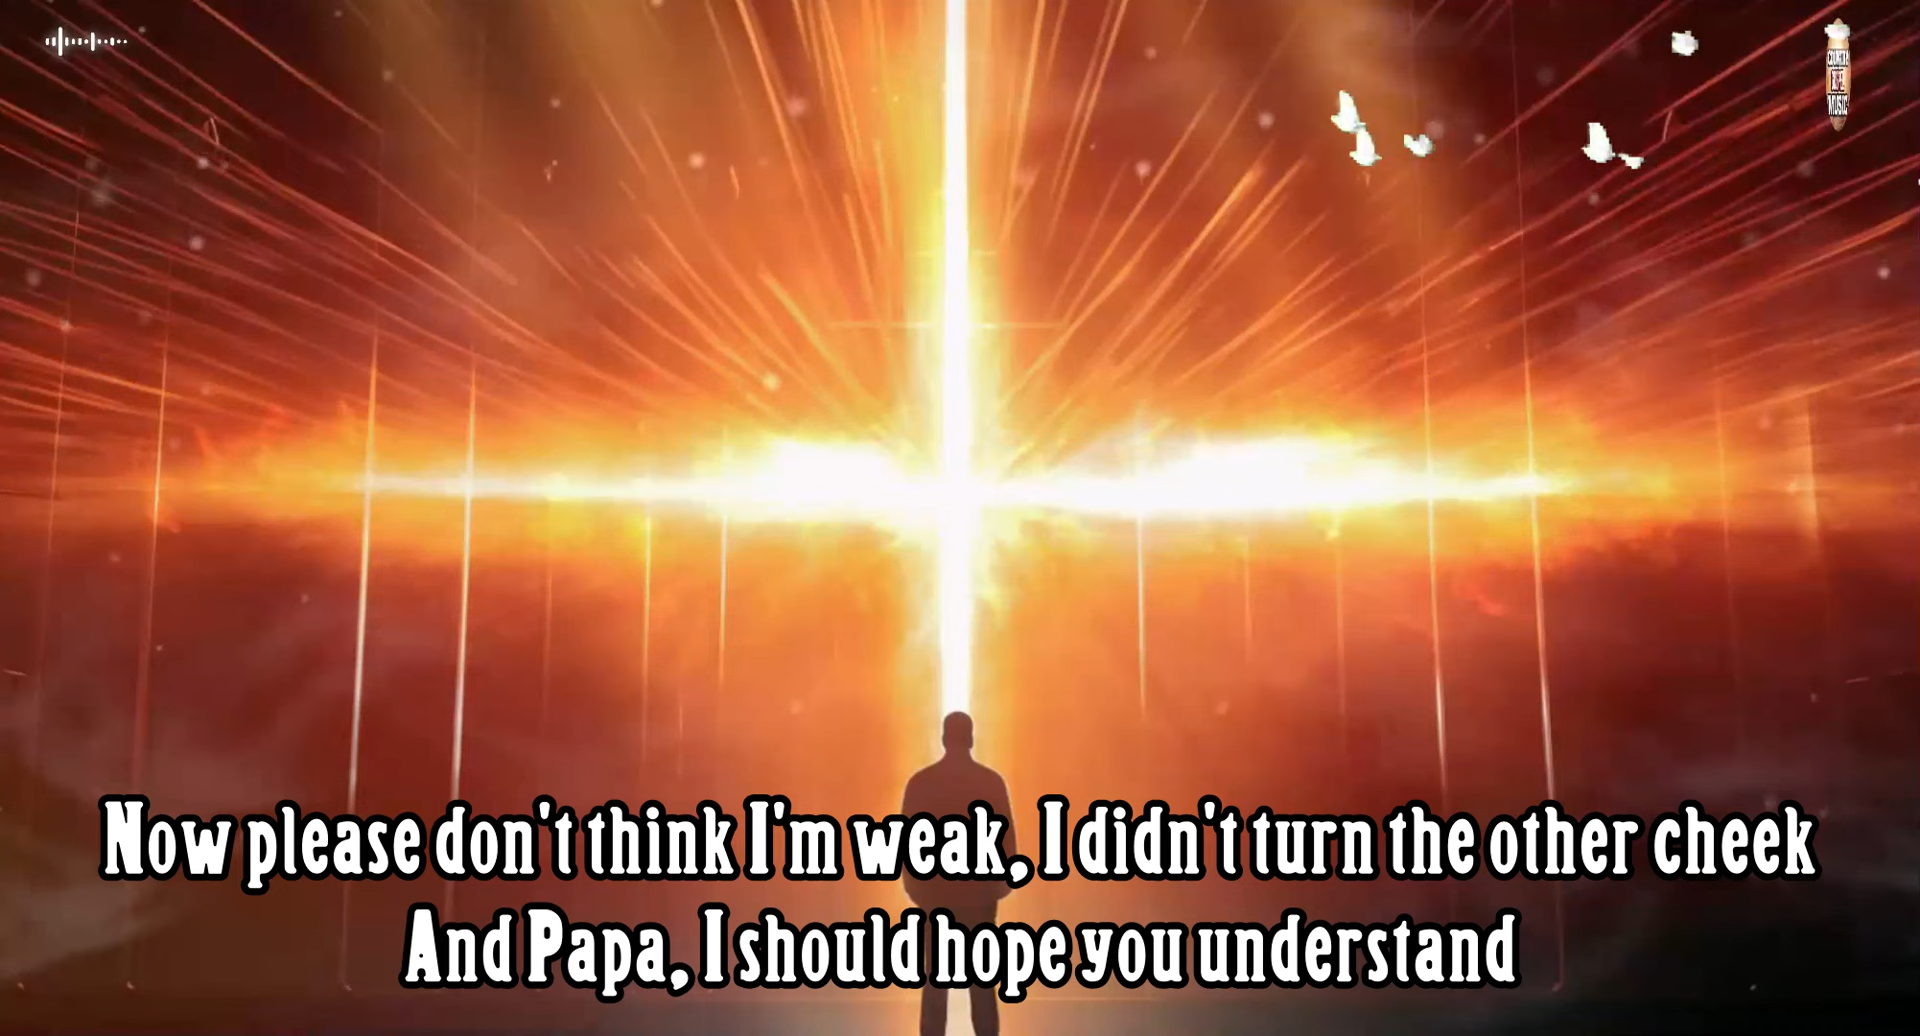 Now please don't think I'm weak, I didn't turn the other cheek
And Papa, I should hope you understand